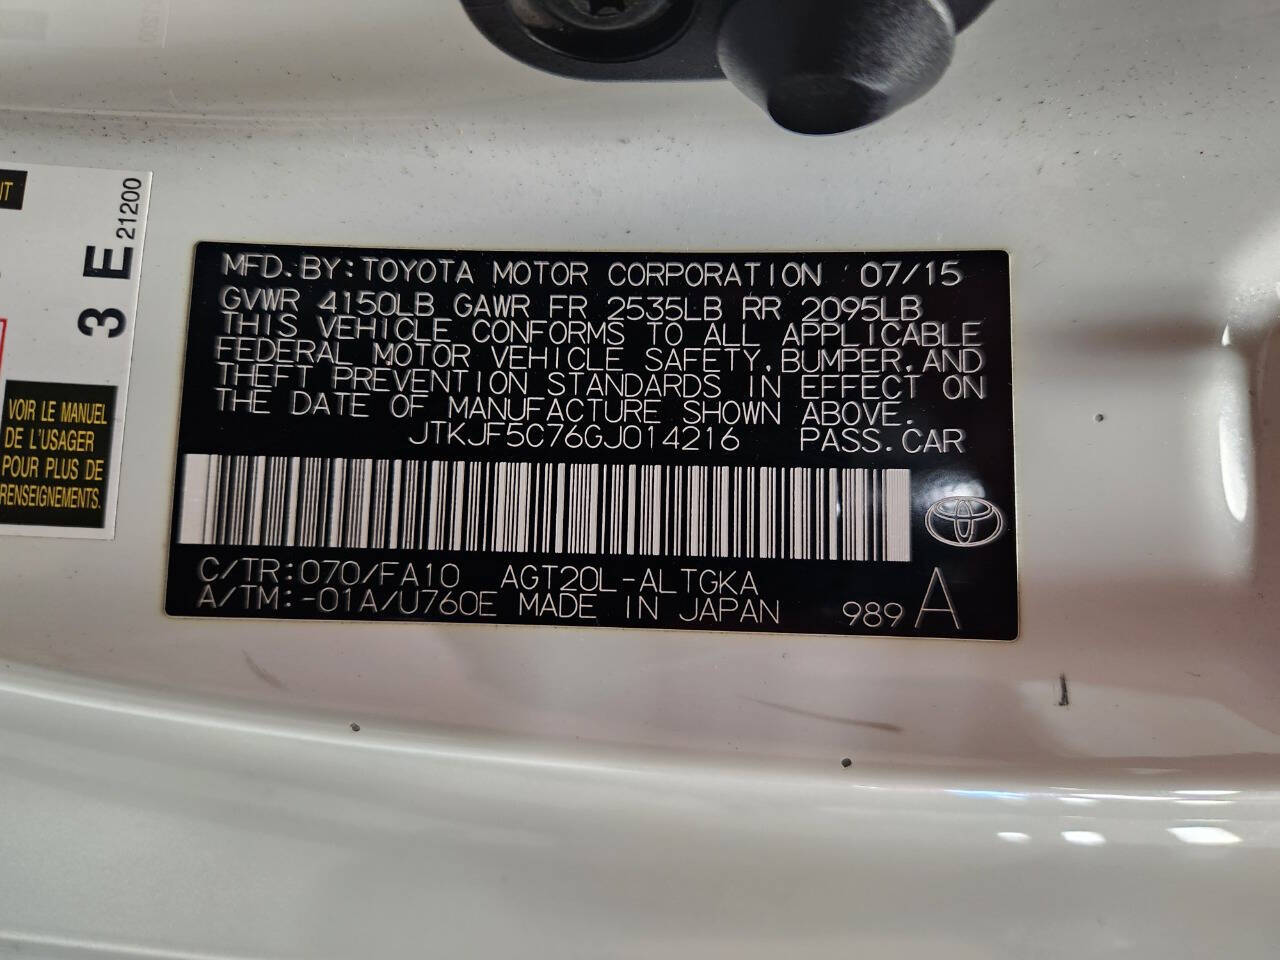 IT
3 E 21200
VOIR LE MANUEL
DE L'USAGER
POUR PLUS DE
RENSEIGNEMENTS.
MFD. BY: TOYOTA MOTOR CORPORATION 07/15
GVWR 4150LB GAWR FR 2535LB RR 2095LB
THIS VEHICLE CONFORMS TO ALL APPLICABLE
FEDERAL MOTOR VEHICLE SAFETY, BUMPER, AND
THEFT PREVENTION STANDARDS IN EFFECT ON
THE DATE OF MANUFACTURE SHOWN ABOVE.
JTKJF5C76GJ014216 PASS. CAR
C/TR: 070/FA10 AGT20L-ALTGKA
A/TM: -01A/U760E MADE IN JAPAN 989 A